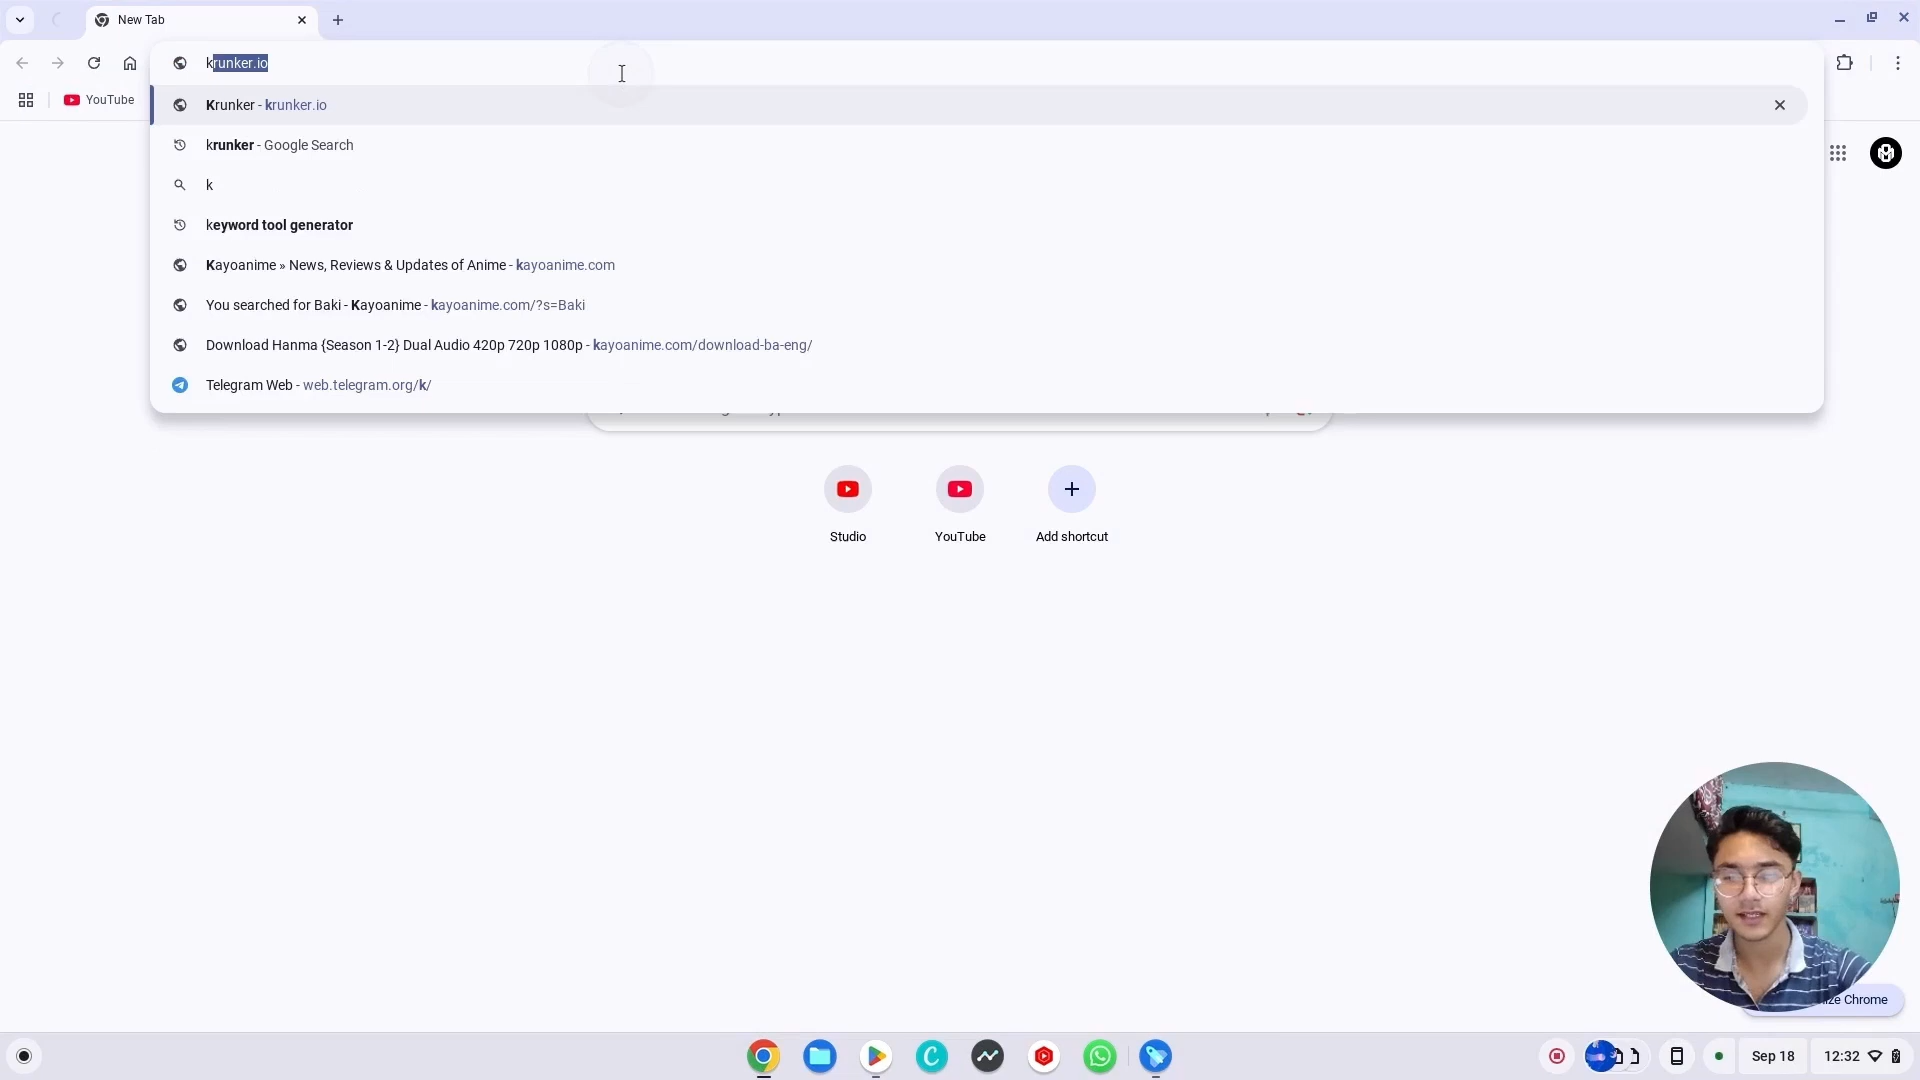 New Tab
krunker.io
YouTube
Krunker - krunker.io
krunker - Google Search
k
keyword tool generator
Kayoanime » News, Reviews & Updates of Anime - kayoanime.com
You searched for Baki - Kayoanime - kayoanime.com/?s=Baki
Download Hanma {Season 1-2} Dual Audio 420p 720p 1080p - kayoanime.com/download-ba-eng/
Telegram Web - web.telegram.org/k/
Studio
YouTube
Add shortcut
Chrome
Sep 18
12:32